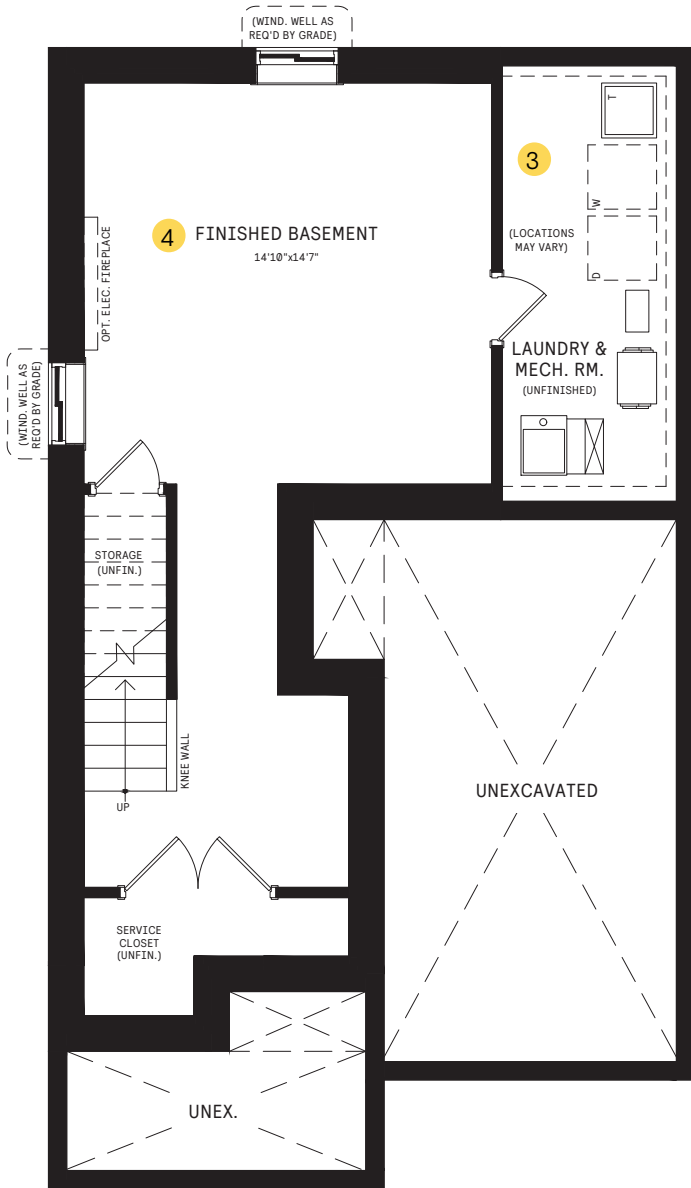 (WIND. WELL AS
REQ'D BY GRADE)
T
3
W
4 FINISHED BASEMENT
14'10"x14'7"
(LOCATIONS
MAY VARY)
D
OPT. ELEC. FIREPLACE
LAUNDRY &
MECH. RM.
(UNFINISHED)
(WIND. WELL AS
REQ'D BY GRADE)
STORAGE
(UNFIN.)
KNEE WALL
UP
UNEXCAVATED
SERVICE
CLOSET
(UNFIN.)
UNEX.